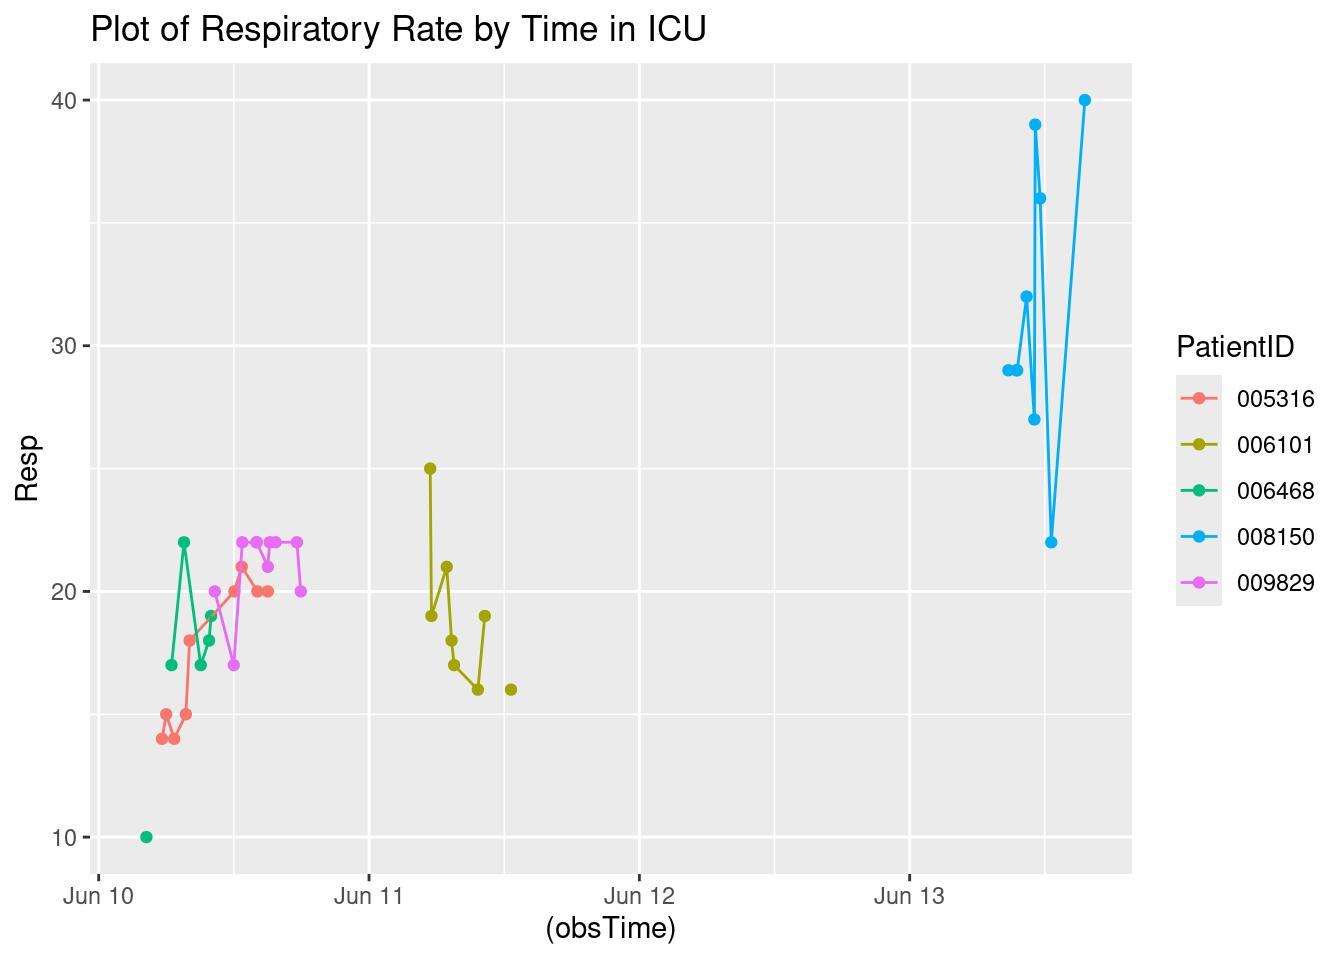 Plot of Respiratory Rate by Time in ICU
40
30
20
10
Resp
Jun 10
Jun 11
Jun 12
Jun 13
(obsTime)
PatientID
005316
006101
006468
008150
009829